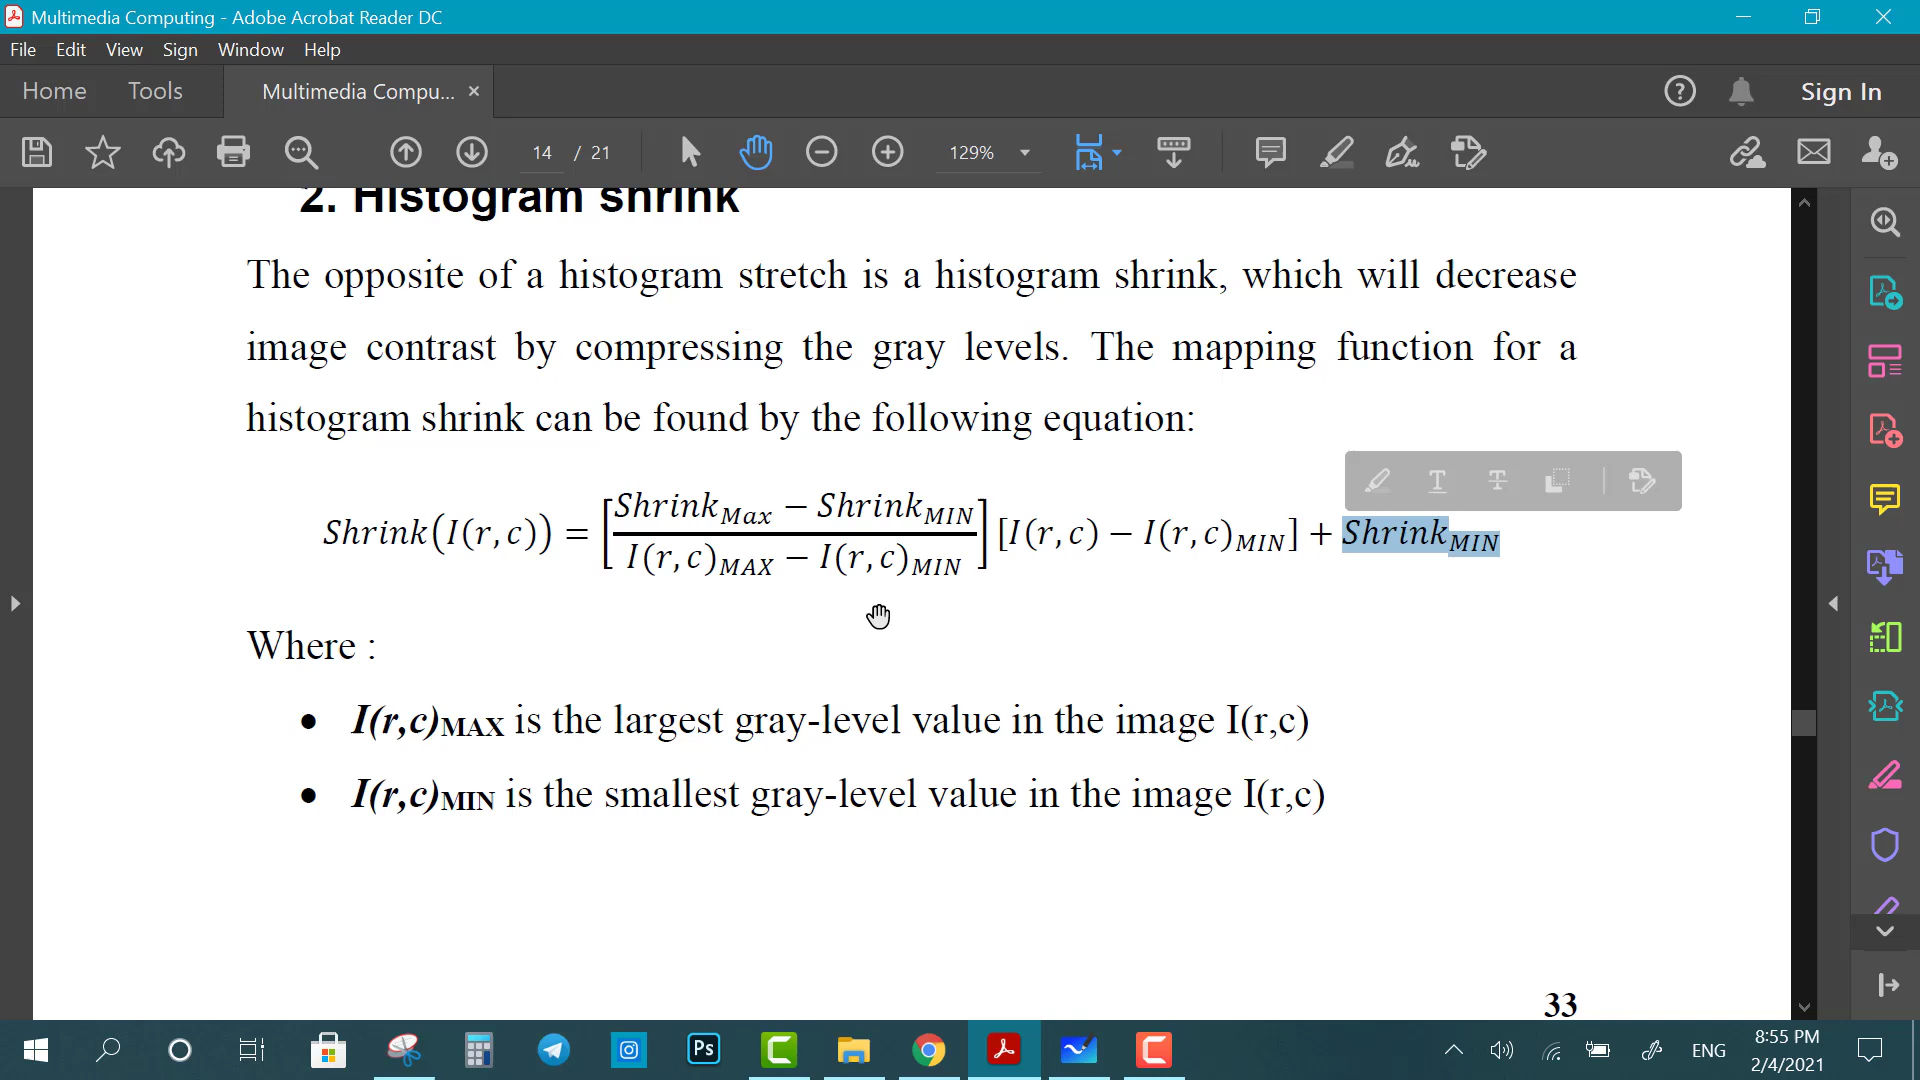 Multimedia Computing - Adobe Acrobat Reader DC
File Edit View Sign Window Help
Home Tools Multimedia Compu... × Sign In
14 / 21 129%
2. Histogram shrink
The opposite of a histogram stretch is a histogram shrink, which will decrease
image contrast by compressing the gray levels. The mapping function for a
histogram shrink can be found by the following equation:
Shrink(I(r,c)) = [Shrink_Max − Shrink_MIN / I(r,c)_MAX − I(r,c)_MIN] [I(r,c) − I(r,c)_MIN] + Shrink_MIN
Where :
• I(r,c)MAX is the largest gray-level value in the image I(r,c)
• I(r,c)MIN is the smallest gray-level value in the image I(r,c)
33
Ps
ENG
8:55 PM
2/4/2021